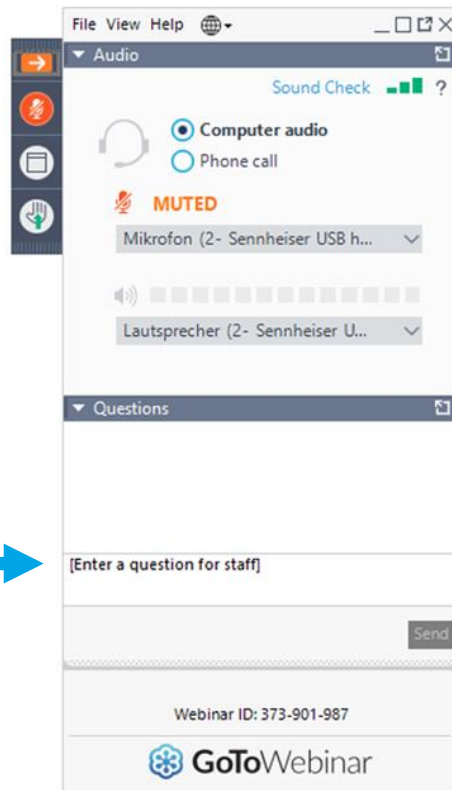 File View Help
Audio
Sound Check ?
Computer audio
Phone call
MUTED
Mikrofon (2- Sennheiser USB h...
Lautsprecher (2- Sennheiser U...
Questions
[Enter a question for staff]
Send
Webinar ID: 373-901-987
GoToWebinar